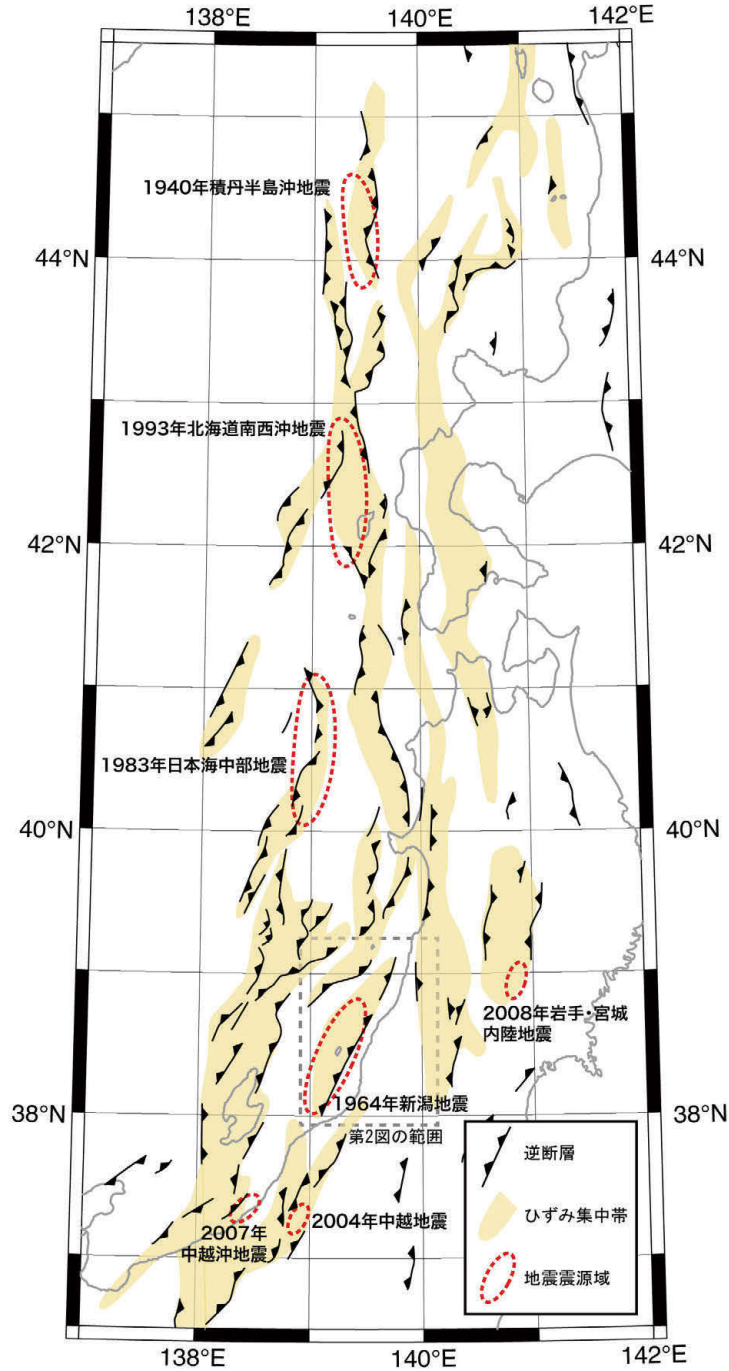 138°E
140°E
142°E
1940年積丹半島沖地震
44°N
44°N
1993年北海道南西沖地震
42°N
42°N
1983年日本海中部地震
40°N
40°N
2008年岩手・宮城
内陸地震
1964年新潟地震
38°N
38°N
第2図の範囲
2004年中越地震
2007年
中越沖地震
逆断層
ひずみ集中帯
地震震源域
138°E
140°E
142°E